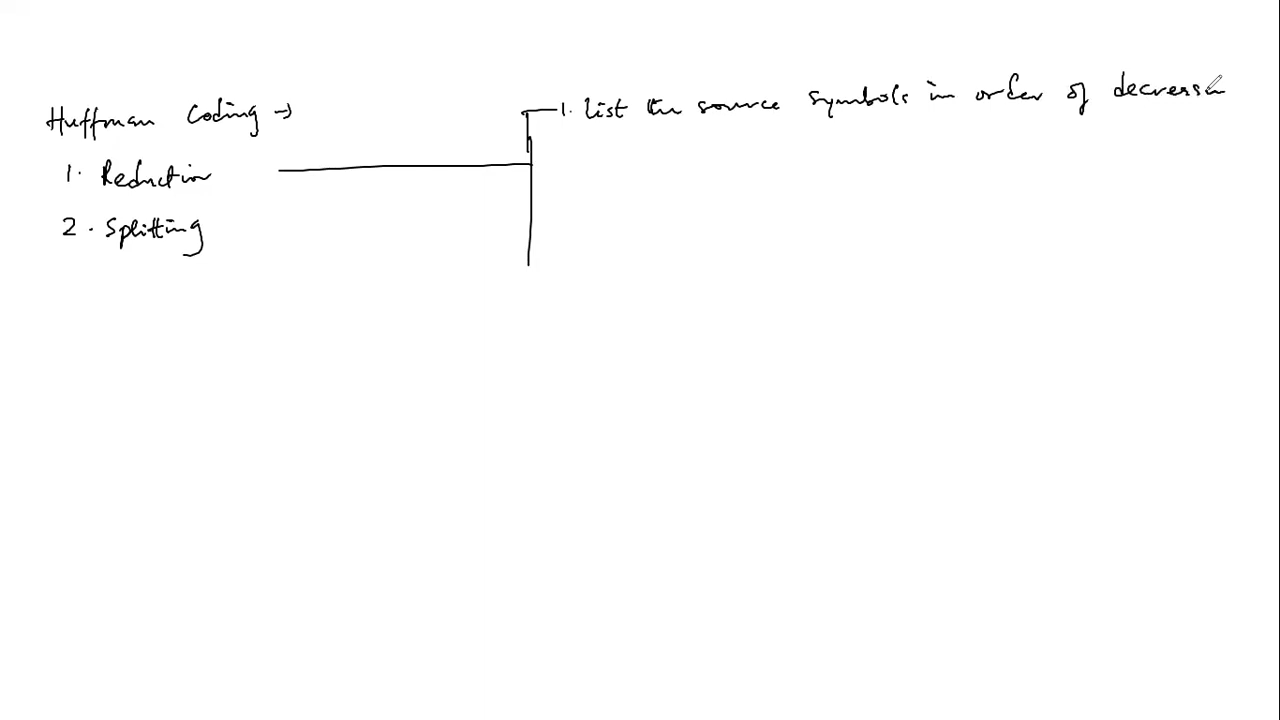 Huffman Coding →
1. Reduction
2. Splitting
1. List the source symbols in order of decreasin